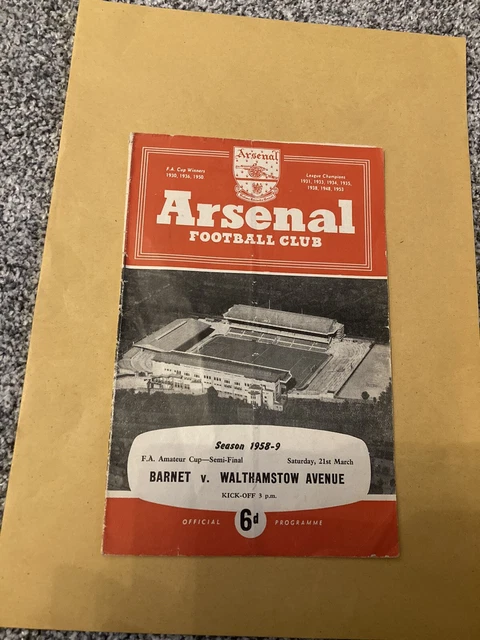 Arsenal
F.A. Cup Winners
1930, 1936, 1950
League Champions
1931, 1933, 1934, 1935,
1938, 1948, 1953
Arsenal
FOOTBALL CLUB
Season 1958-9
F.A. Amateur Cup—Semi-Final Saturday, 21st March
BARNET v. WALTHAMSTOW AVENUE
KICK-OFF 3 p.m.
OFFICIAL 6d PROGRAMME